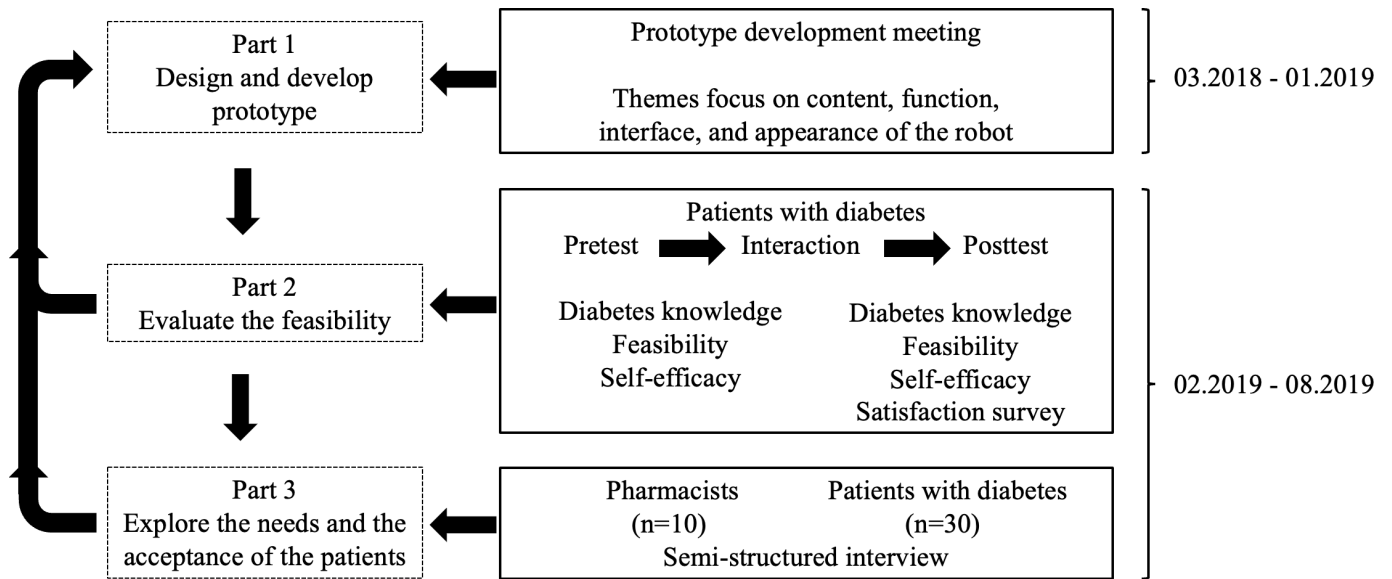 Part 1
Design and develop
prototype
Prototype development meeting
Themes focus on content, function,
interface, and appearance of the robot
03.2018 - 01.2019
Part 2
Evaluate the feasibility
Patients with diabetes
Pretest Interaction Posttest
Diabetes knowledge
Feasibility
Self-efficacy
Diabetes knowledge
Feasibility
Self-efficacy
Satisfaction survey
02.2019 - 08.2019
Part 3
Explore the needs and the
acceptance of the patients
Pharmacists
(n=10)
Patients with diabetes
(n=30)
Semi-structured interview